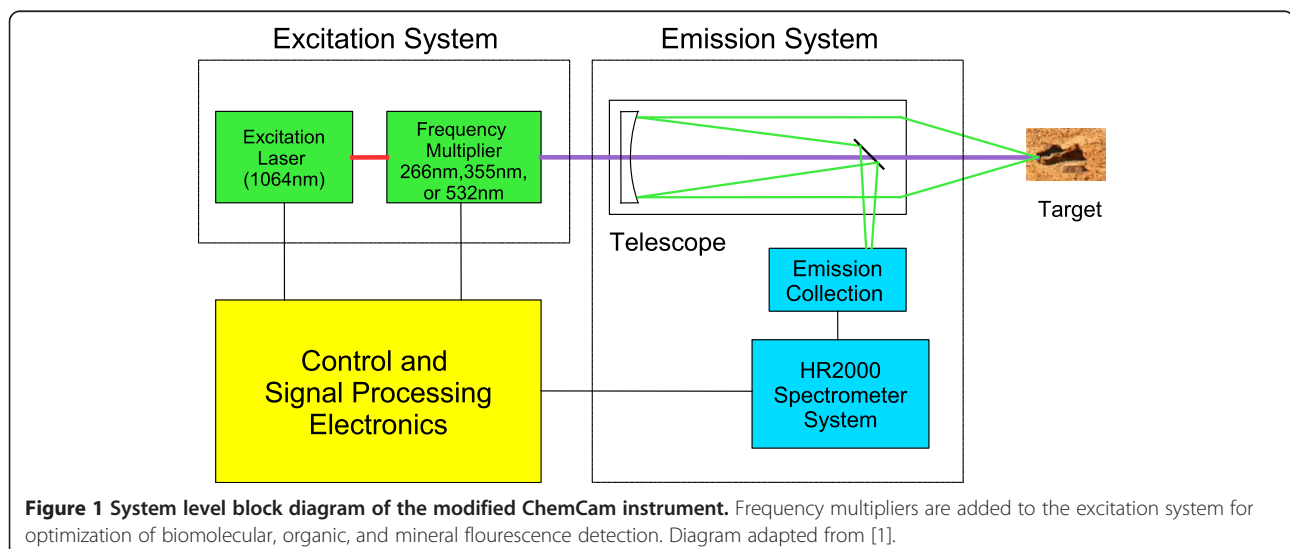 Excitation System
Emission System
Excitation
Laser
(1064nm)
Frequency
Multiplier
266nm,355nm,
or 532nm
Telescope
Target
Emission
Collection
Control and
Signal Processing
Electronics
HR2000
Spectrometer
System
Figure 1 System level block diagram of the modified ChemCam instrument. Frequency multipliers are added to the excitation system for
optimization of biomolecular, organic, and mineral flourescence detection. Diagram adapted from [1].